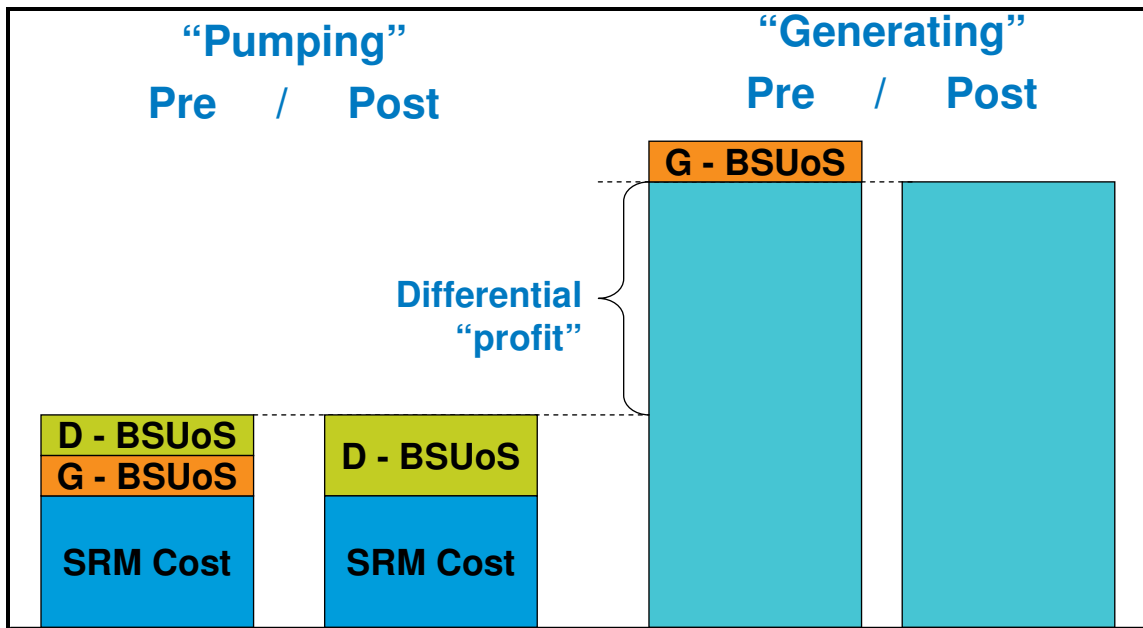 “Pumping”
Pre / Post
“Generating”
Pre / Post
G - BSUoS
Differential
“profit”
D - BSUoS
G - BSUoS
SRM Cost
D - BSUoS
SRM Cost